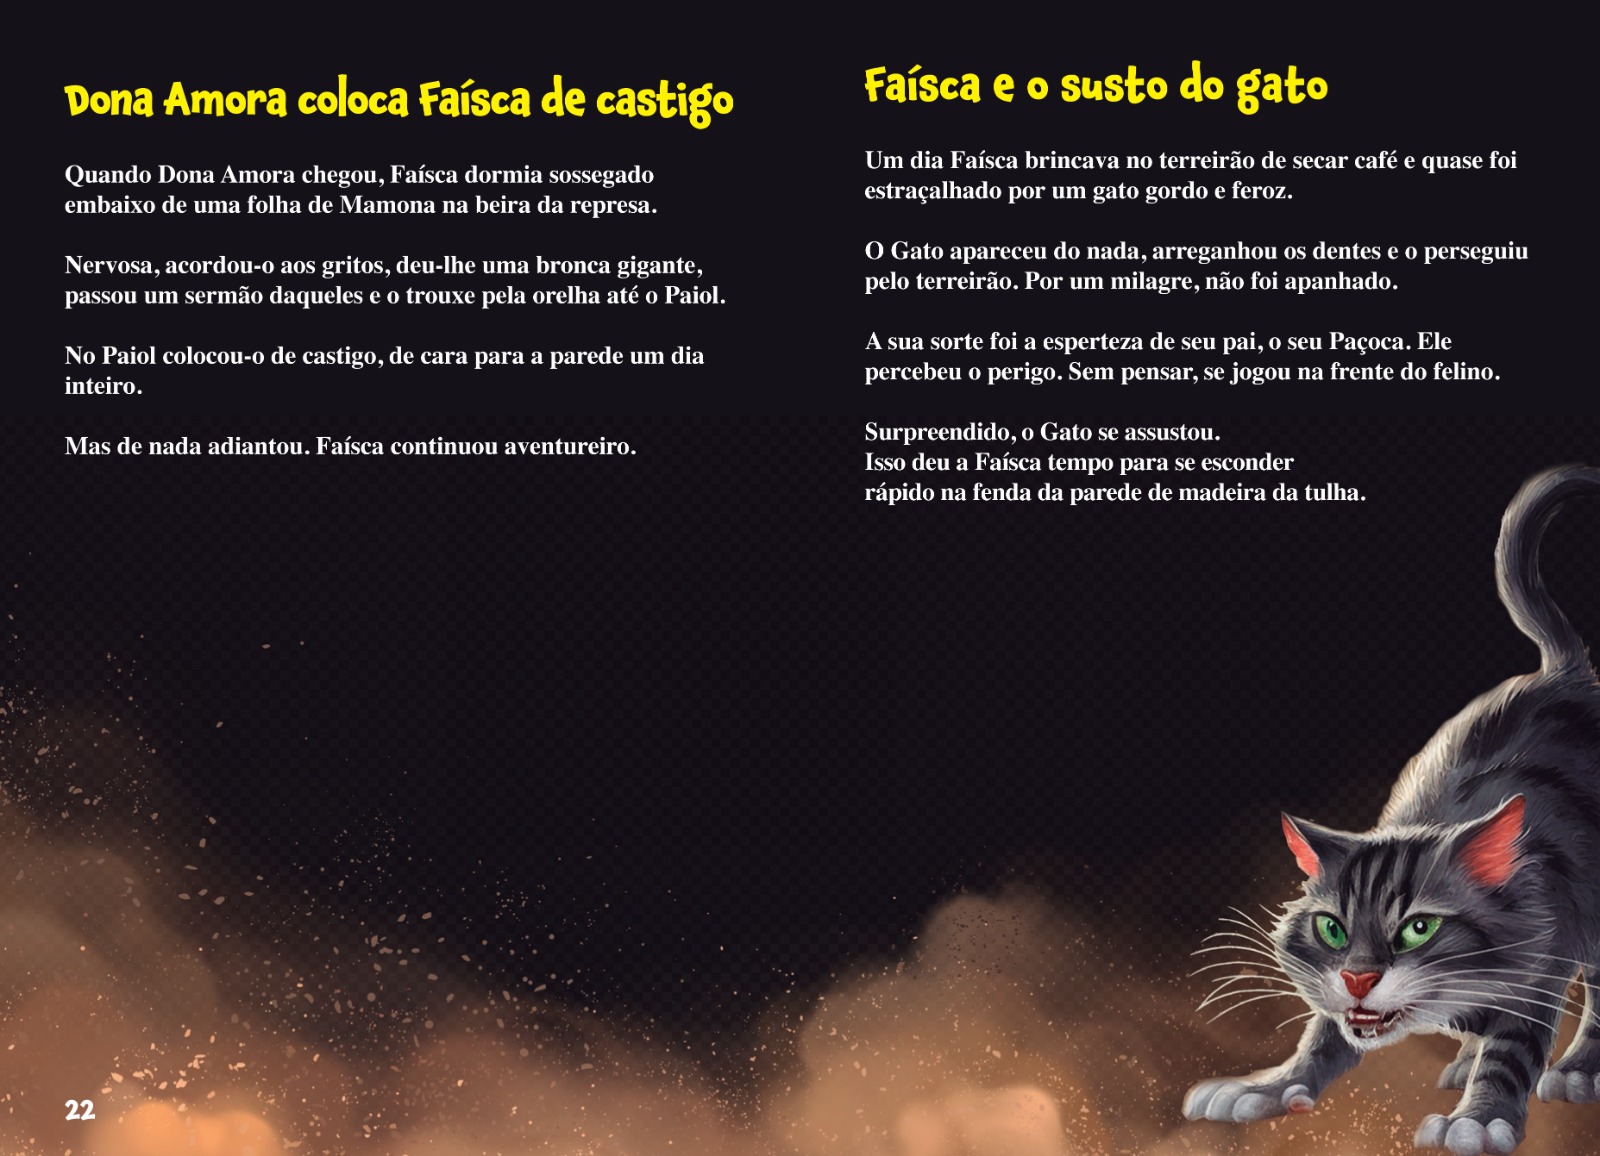 Dona Amora coloca Faísca de castigo
Quando Dona Amora chegou, Faísca dormia sossegado
embaixo de uma folha de Mamona na beira da represa.
Nervosa, acordou-o aos gritos, deu-lhe uma bronca gigante,
passou um sermão daqueles e o trouxe pela orelha até o Paiol.
No Paiol colocou-o de castigo, de cara para a parede um dia
inteiro.
Mas de nada adiantou. Faísca continuou aventureiro.
22
Faísca e o susto do gato
Um dia Faísca brincava no terreirão de secar café e quase foi
estraçalhado por um gato gordo e feroz.
O Gato apareceu do nada, arreganhou os dentes e o perseguiu
pelo terreirão. Por um milagre, não foi apanhado.
A sua sorte foi a esperteza de seu pai, o seu Paçoca. Ele
percebeu o perigo. Sem pensar, se jogou na frente do felino.
Surpreendido, o Gato se assustou.
Isso deu a Faísca tempo para se esconder
rápido na fenda da parede de madeira da tulha.